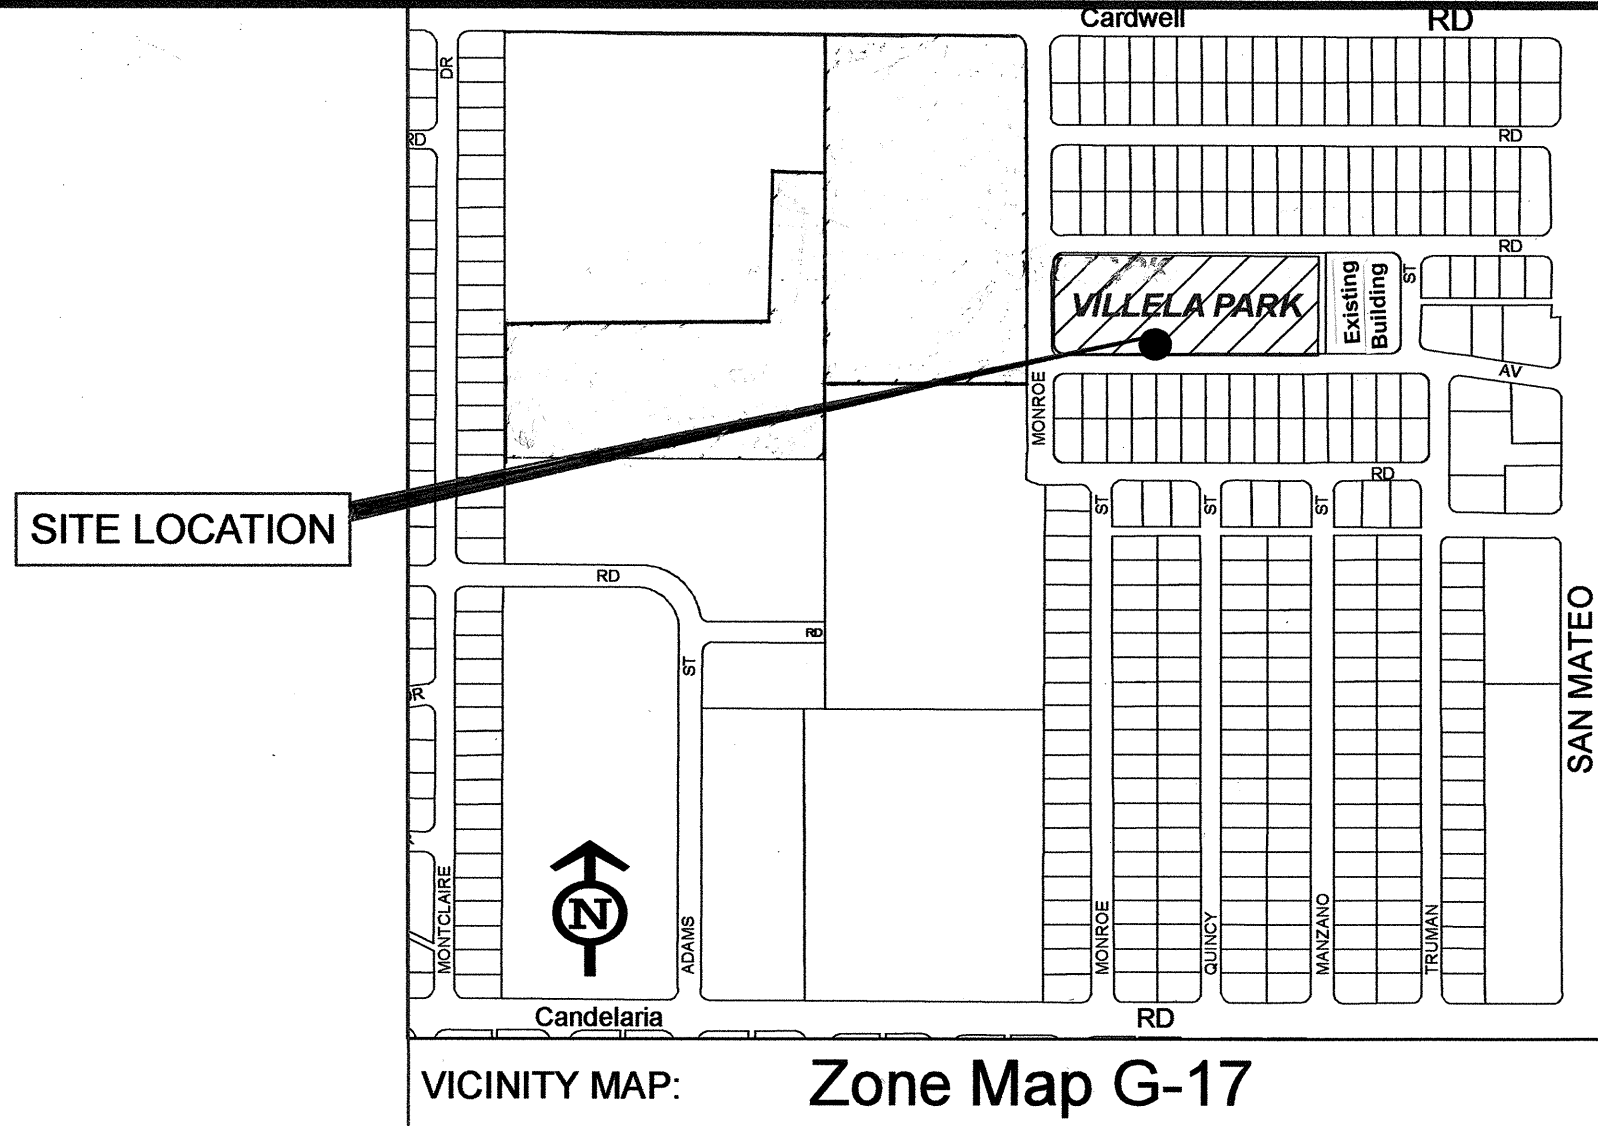 Cardwell RD
DR
RD
RD
RD
ST
VILLELA PARK
Existing
Building
AV
MONROE
RD
SITE LOCATION
ST
ST
ST
RD
RD
ST
SAN MATEO
DR
MONTCLAIRE
N
ADAMS
MONROE
QUINCY
MANZANO
TRUMAN
Candelaria RD
VICINITY MAP: Zone Map G-17